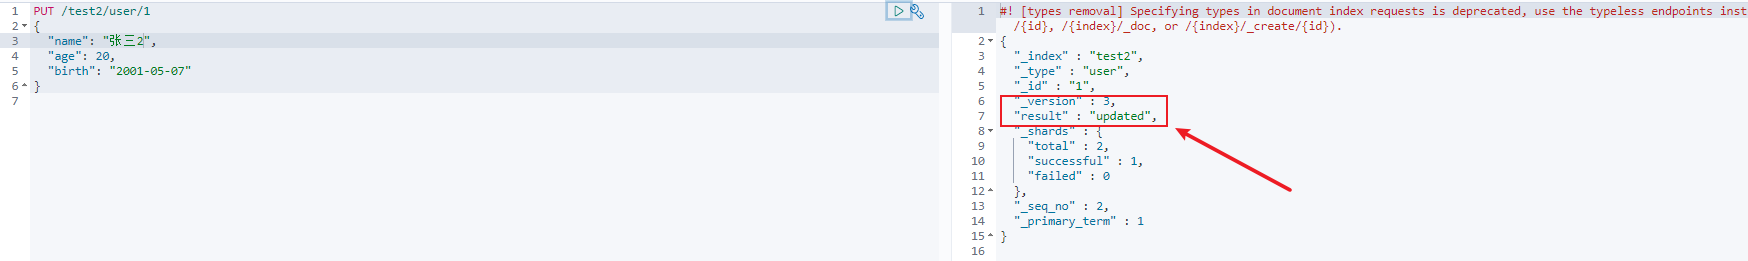 1 PUT /test2/user/1
2 {
3 "name": "张三2",
4 "age": 20,
5 "birth": "2001-05-07"
6 }
7
1 #! [types removal] Specifying types in document index requests is deprecated, use the typeless endpoints inst
/{id}, /{index}/_doc, or /{index}/_create/{id}).
2 {
3 "_index" : "test2",
4 "_type" : "user",
5 "_id" : "1",
6 "_version" : 3,
7 "result" : "updated",
8 "_shards" : {
9 "total" : 2,
10 "successful" : 1,
11 "failed" : 0
12 },
13 "_seq_no" : 2,
14 "_primary_term" : 1
15 }
16